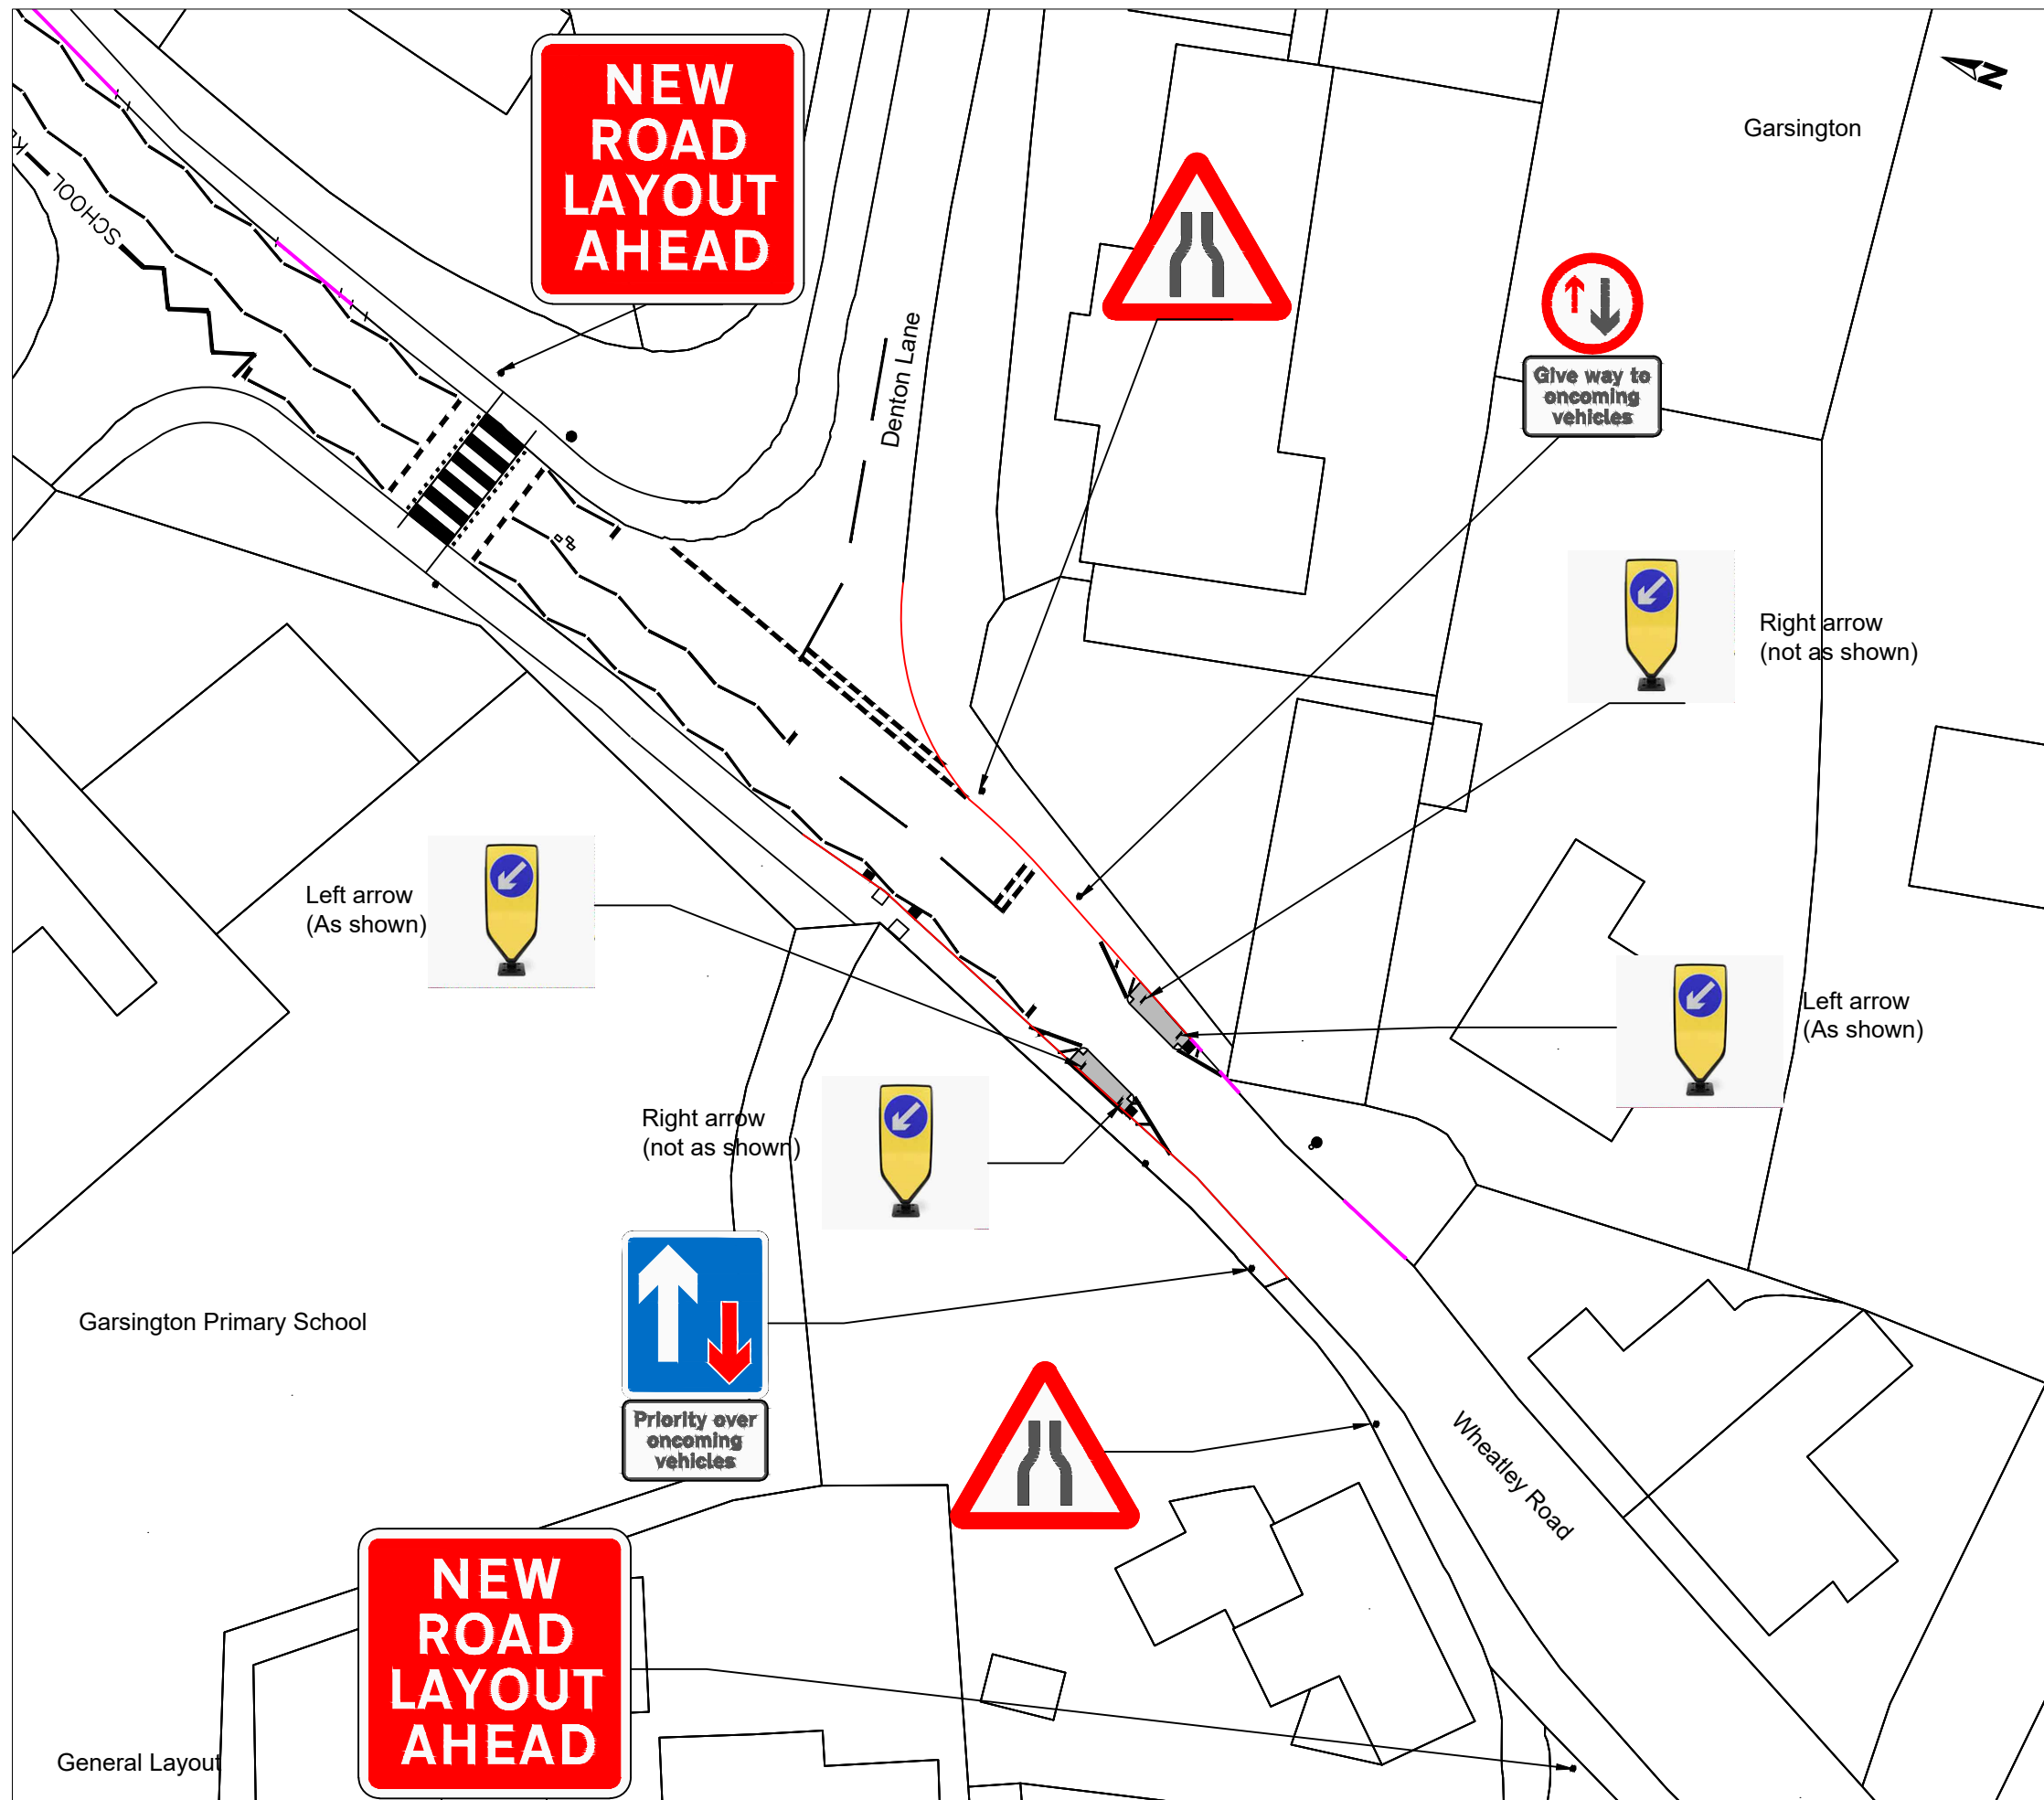 NEW
ROAD
LAYOUT
AHEAD
N
Garsington
SCHOOL
Denton Lane
Give way to
oncoming
vehicles
Right arrow
(not as shown)
Left arrow
(As shown)
Left arrow
(As shown)
Right arrow
(not as shown)
Garsington Primary School
Priority over
oncoming
vehicles
Wheatley Road
NEW
ROAD
LAYOUT
AHEAD
General Layout